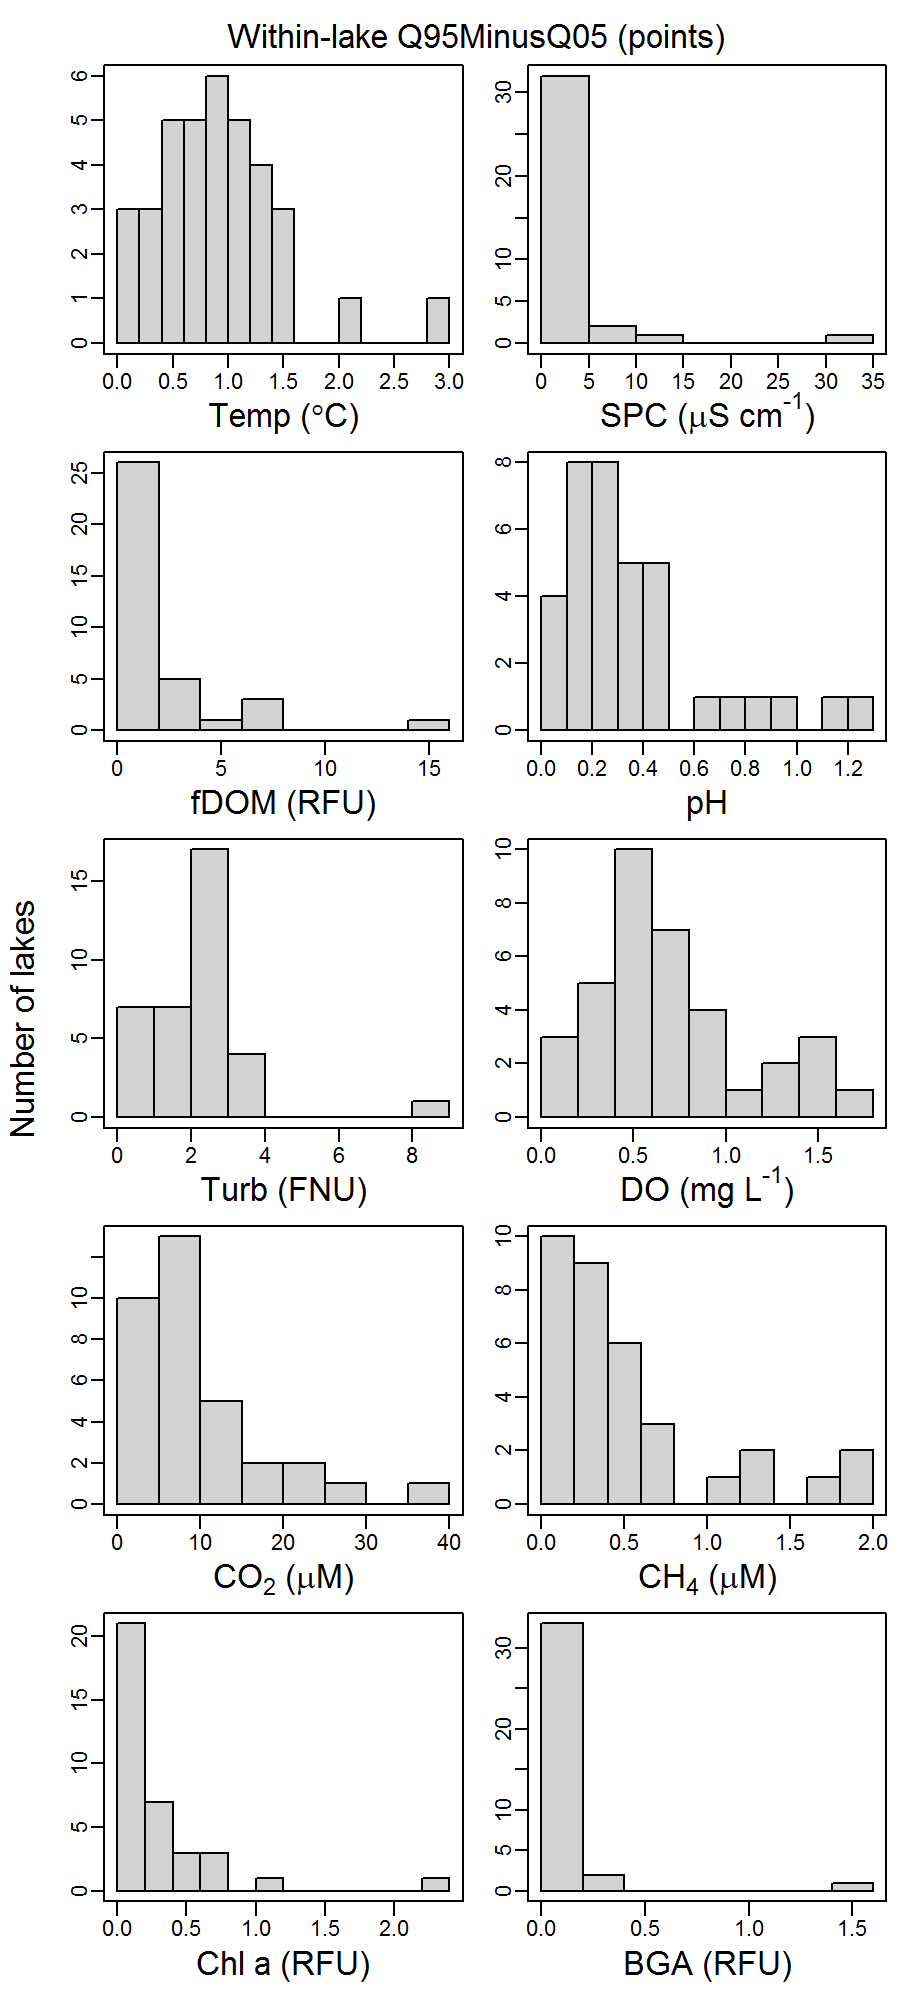 Within-lake Q95MinusQ05 (points)
Number of lakes
0 1 2 3 4 5 6
0.0 0.5 1.0 1.5 2.0 2.5 3.0
Temp (°C)
0 5 10 20 30
0 5 10 15 20 25 30 35
SPC (μS cm⁻¹)
0 5 10 15 20 25
0 5 10 15
fDOM (RFU)
0 2 4 6 8
0.0 0.2 0.4 0.6 0.8 1.0 1.2
pH
0 5 10 15
0 2 4 6 8
Turb (FNU)
0 2 4 6 8 10
0.0 0.5 1.0 1.5
DO (mg L⁻¹)
0 2 4 6 8 10
0 10 20 30 40
CO₂ (μM)
0 2 4 6 8 10
0.0 0.5 1.0 1.5 2.0
CH₄ (μM)
0 5 10 15 20
0.0 0.5 1.0 1.5 2.0
Chl a (RFU)
0 5 10 20 30
0.0 0.5 1.0 1.5
BGA (RFU)